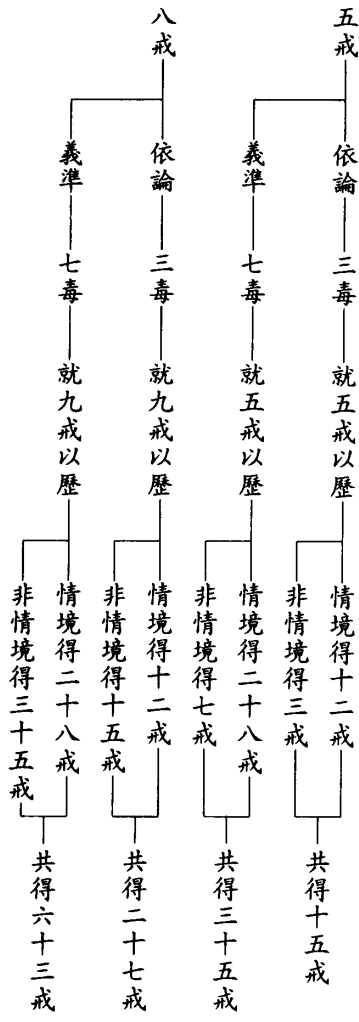 五戒
依論
三毒
就五戒以歷
情境得十二戒
非情境得三戒
共得十五戒
義準
七毒
就五戒以歷
情境得二十八戒
非情境得七戒
共得三十五戒
八戒
依論
三毒
就九戒以歷
情境得十二戒
非情境得十五戒
共得二十七戒
義準
七毒
就九戒以歷
情境得二十八戒
非情境得三十五戒
共得六十三戒